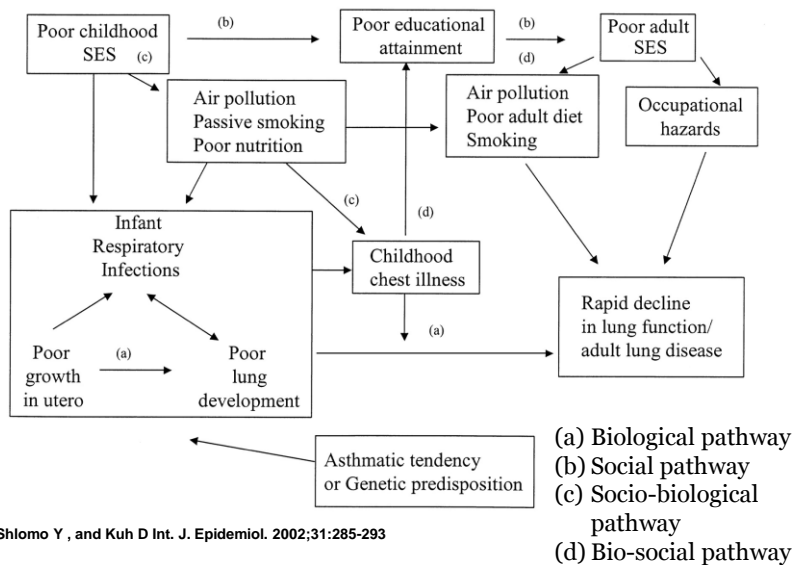 Poor childhood
SES
(c)
(b)
Poor educational
attainment
(b)
(d)
Poor adult
SES
Air pollution
Passive smoking
Poor nutrition
Air pollution
Poor adult diet
Smoking
Occupational
hazards
(c)
(d)
Infant
Respiratory
Infections
Childhood
chest illness
(a)
Poor
growth
in utero
(a)
Poor
lung
development
Rapid decline
in lung function/
adult lung disease
Asthmatic tendency
or Genetic predisposition
(a) Biological pathway
(b) Social pathway
(c) Socio-biological
pathway
(d) Bio-social pathway
Shlomo Y , and Kuh D Int. J. Epidemiol. 2002;31:285-293